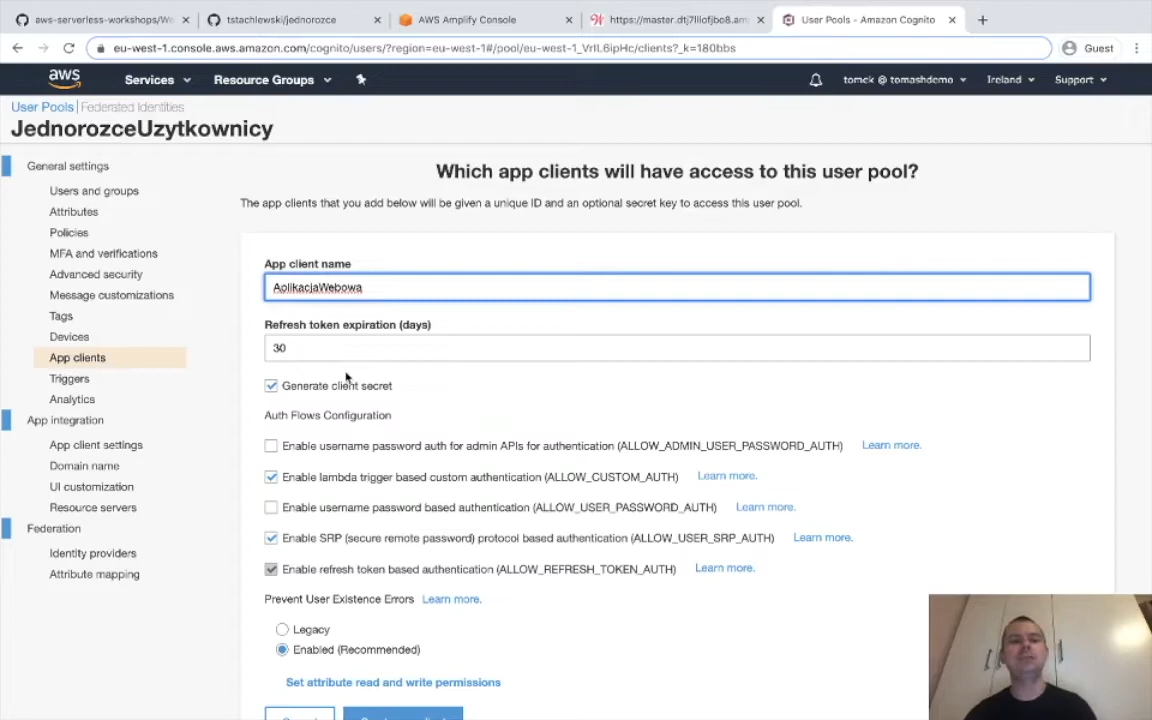 aws-serverless-workshops/We
tstachlewski/jednorozce
AWS Amplify Console
https://master.dtj7lllofjbo8.am
User Pools - Amazon Cognito
eu-west-1.console.aws.amazon.com/cognito/users/?region=eu-west-1#/pool/eu-west-1_VrIL6ipHc/clients?_k=180bbs
Guest
aws Services Resource Groups tomek @ tomashdemo Ireland Support
User Pools | Federated Identities
JednorozceUzytkownicy
General settings
Users and groups
Attributes
Policies
MFA and verifications
Advanced security
Message customizations
Tags
Devices
App clients
Triggers
Analytics
App integration
App client settings
Domain name
UI customization
Resource servers
Federation
Identity providers
Attribute mapping
Which app clients will have access to this user pool?
The app clients that you add below will be given a unique ID and an optional secret key to access this user pool.
App client name
AplikacjaWebowa
Refresh token expiration (days)
30
Generate client secret
Auth Flows Configuration
Enable username password auth for admin APIs for authentication (ALLOW_ADMIN_USER_PASSWORD_AUTH) Learn more.
Enable lambda trigger based custom authentication (ALLOW_CUSTOM_AUTH) Learn more.
Enable username password based authentication (ALLOW_USER_PASSWORD_AUTH) Learn more.
Enable SRP (secure remote password) protocol based authentication (ALLOW_USER_SRP_AUTH) Learn more.
Enable refresh token based authentication (ALLOW_REFRESH_TOKEN_AUTH) Learn more.
Prevent User Existence Errors Learn more.
Legacy
Enabled (Recommended)
Set attribute read and write permissions